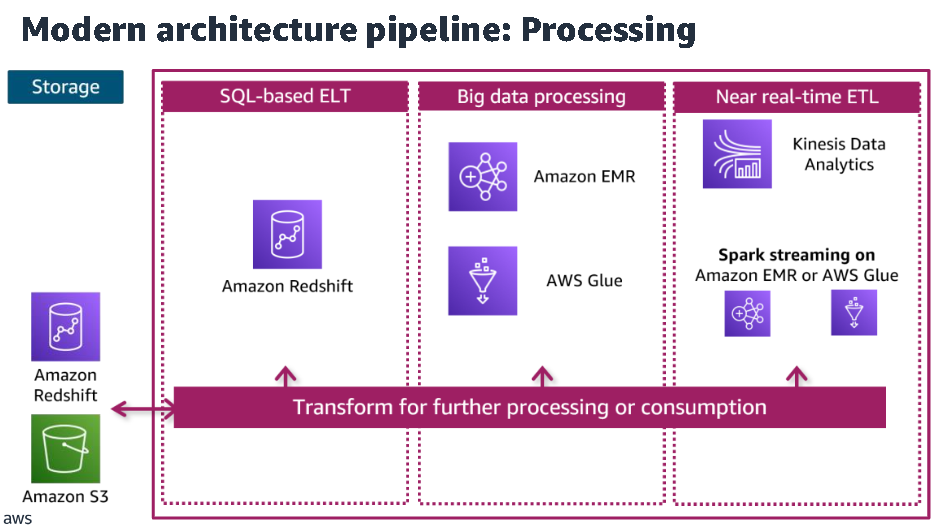 Modern architecture pipeline: Processing
Storage
SQL-based ELT
Big data processing
Near real-time ETL
Kinesis Data
Analytics
Amazon EMR
Spark streaming on
Amazon EMR or AWS Glue
AWS Glue
Amazon Redshift
Amazon
Redshift
Transform for further processing or consumption
Amazon S3
aws